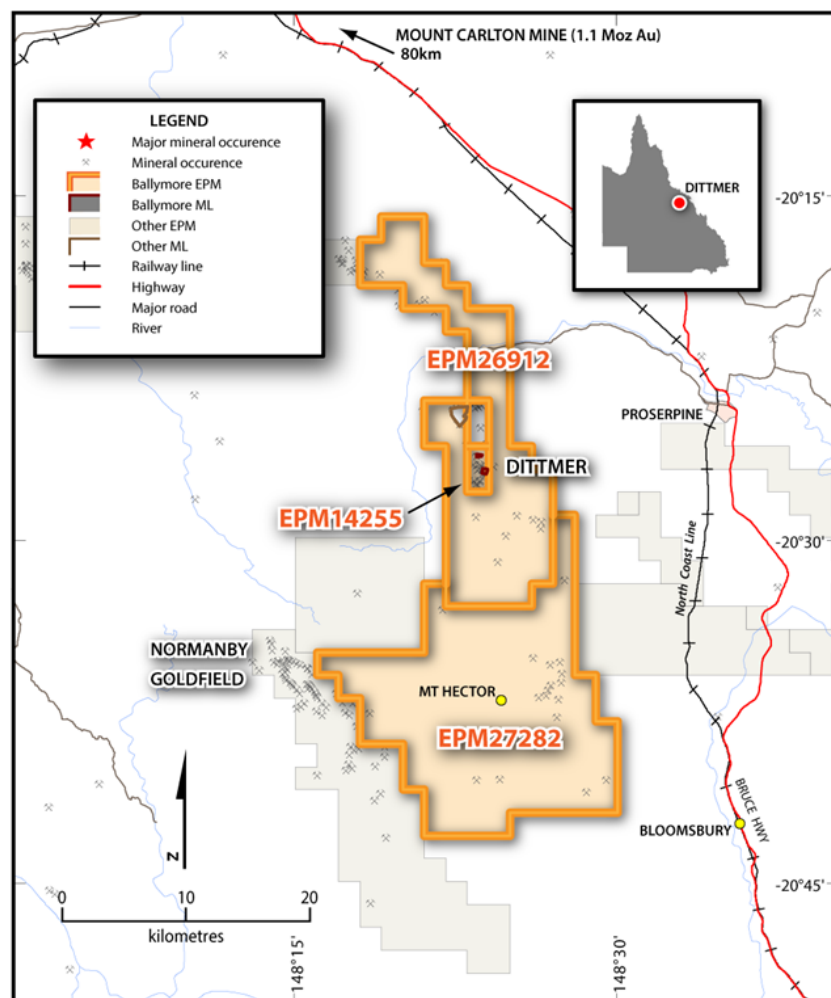 MOUNT CARLTON MINE (1.1 Moz Au)
80km
LEGEND
Major mineral occurence
Mineral occurence
Ballymore EPM
Ballymore ML
Other EPM
Other ML
Railway line
Highway
Major road
River
DITTMER
-20°15'
EPM26912
PROSERPINE
DITTMER
EPM14255
-20°30'
North Coast Line
NORMANBY
GOLDFIELD
MT HECTOR
EPM27282
BRUCE HWY
BLOOMSBURY
N
-20°45'
0 10 20
kilometres
148°15'
148°30'